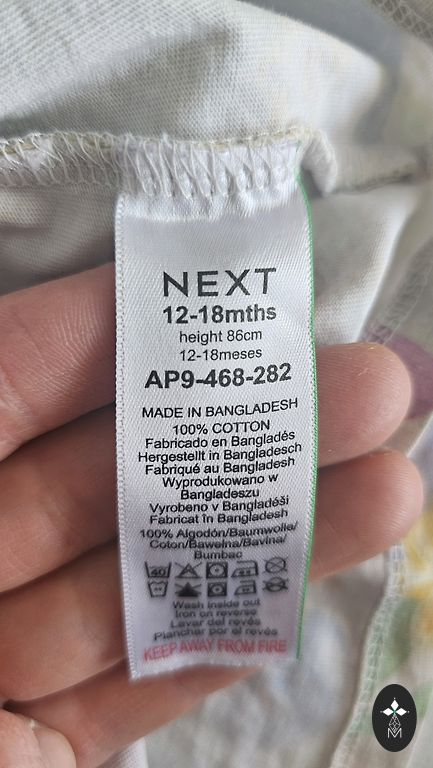 NEXT
12-18mths
height 86cm
12-18meses
AP9-468-282
MADE IN BANGLADESH
100% COTTON
Fabricado en Bangladés
Hergestellt in Bangladesch
Fabriqué au Bangladesh
Wyprodukowano w
Bangladeszu
Vyrobeno v Bangladéši
Fabricat în Bangladesh
100% Algodón/Baumwolle/
Coton/Bawełna/Bavlna/
Bumbac
40
Wash inside out
Iron on reverse
Lavar del revés
Planchar por el revés
KEEP AWAY FROM FIRE
M